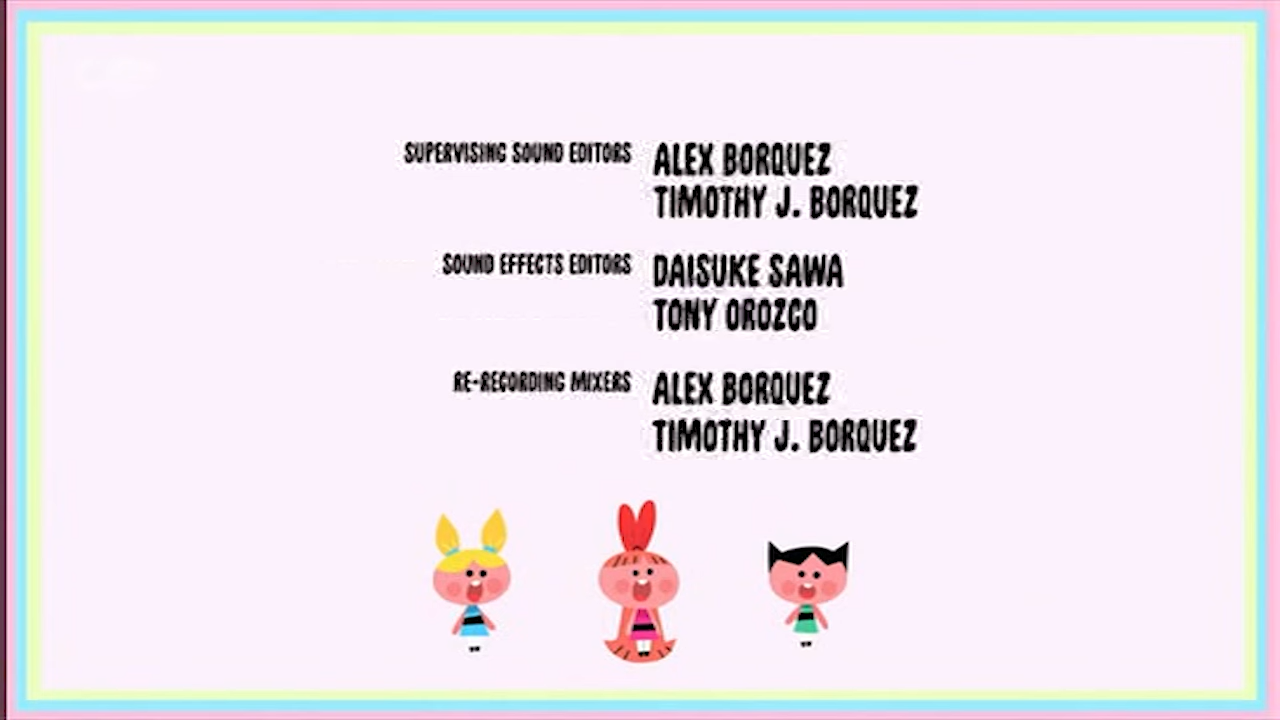 SUPERVISING SOUND EDITORS ALEX BORQUEZ
TIMOTHY J. BORQUEZ
SOUND EFFECTS EDITORS DAISUKE SAWA
TONY OROZCO
RE-RECORDING MIXERS ALEX BORQUEZ
TIMOTHY J. BORQUEZ